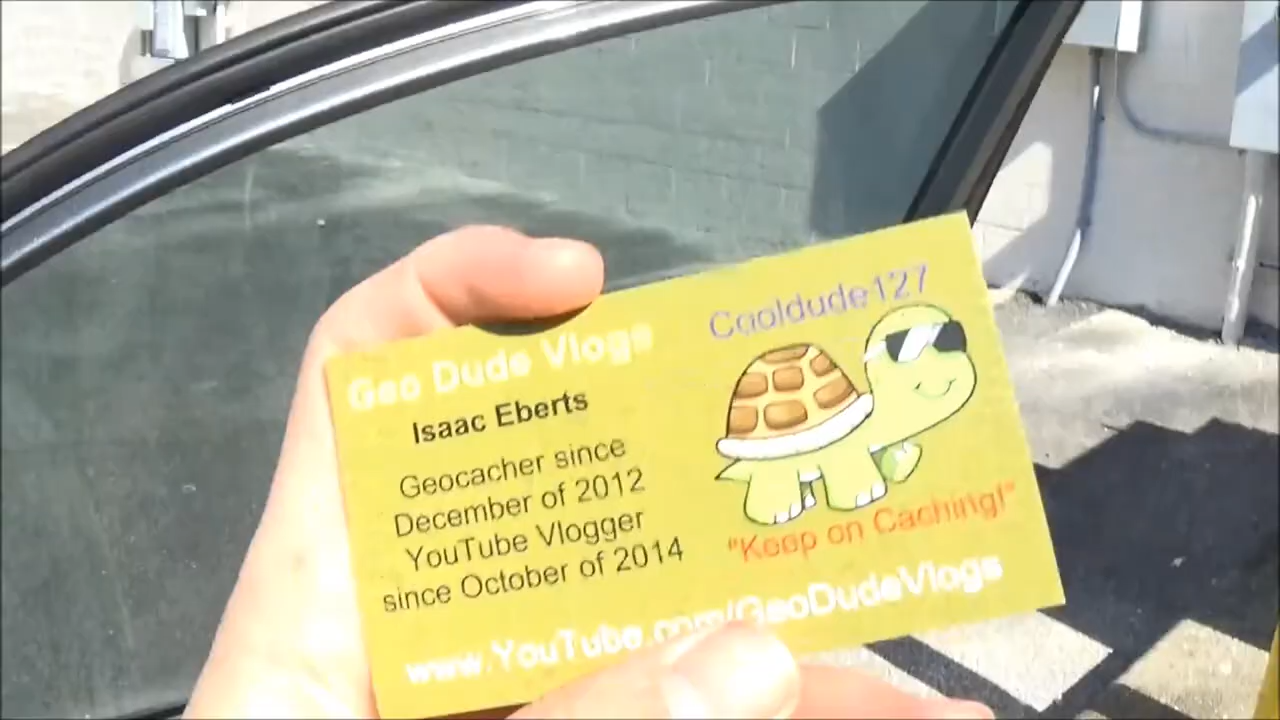 Geo Dude Vlogs
Isaac Eberts
Geocacher since
December of 2012
YouTube Vlogger
since October of 2014
Cooldude127
"Keep on Caching!"
www.YouTube.com/GeoDudeVlogs